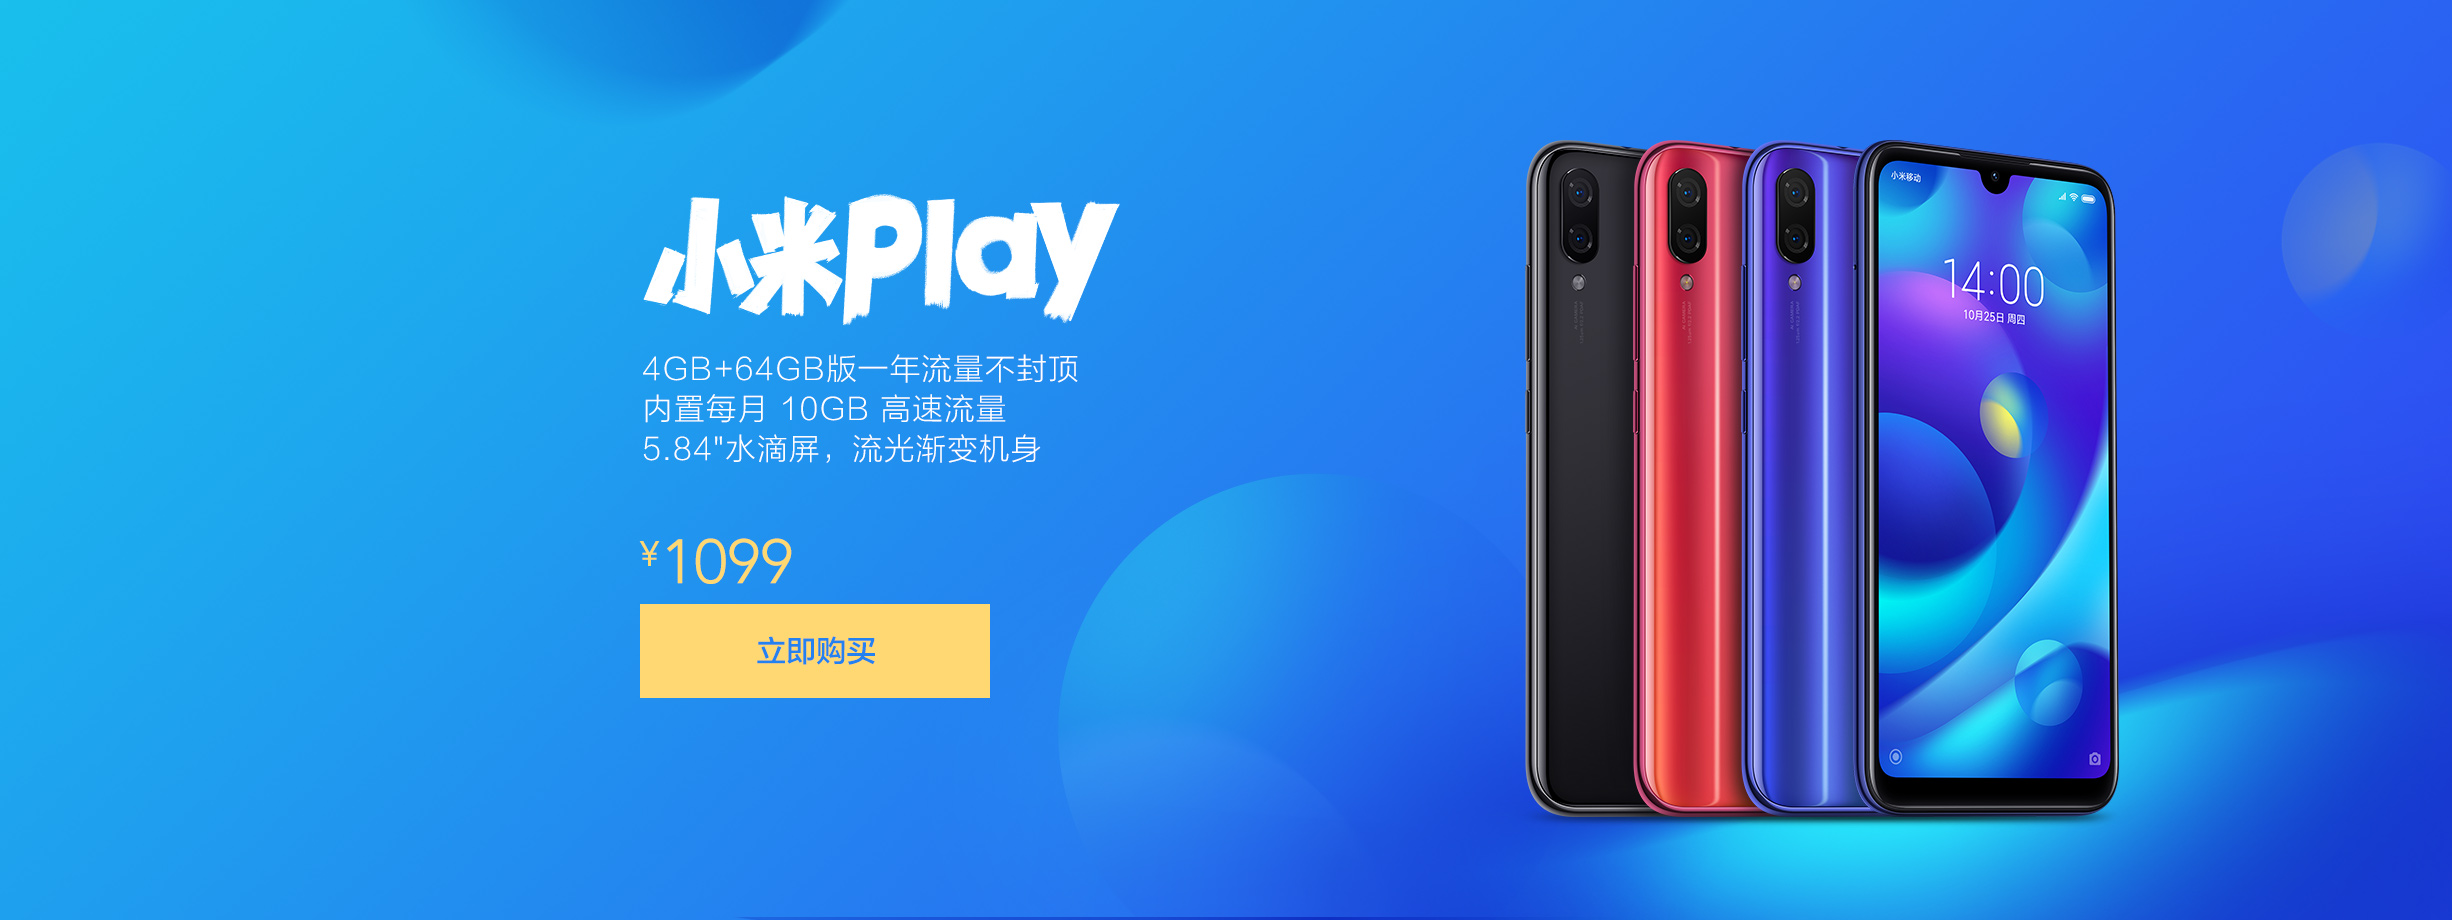 小米Play
4GB+64GB版一年流量不封顶
内置每月 10GB 高速流量
5.84"水滴屏，流光渐变机身
¥1099
立即购买
小米移动
14:00
10月25日 周四